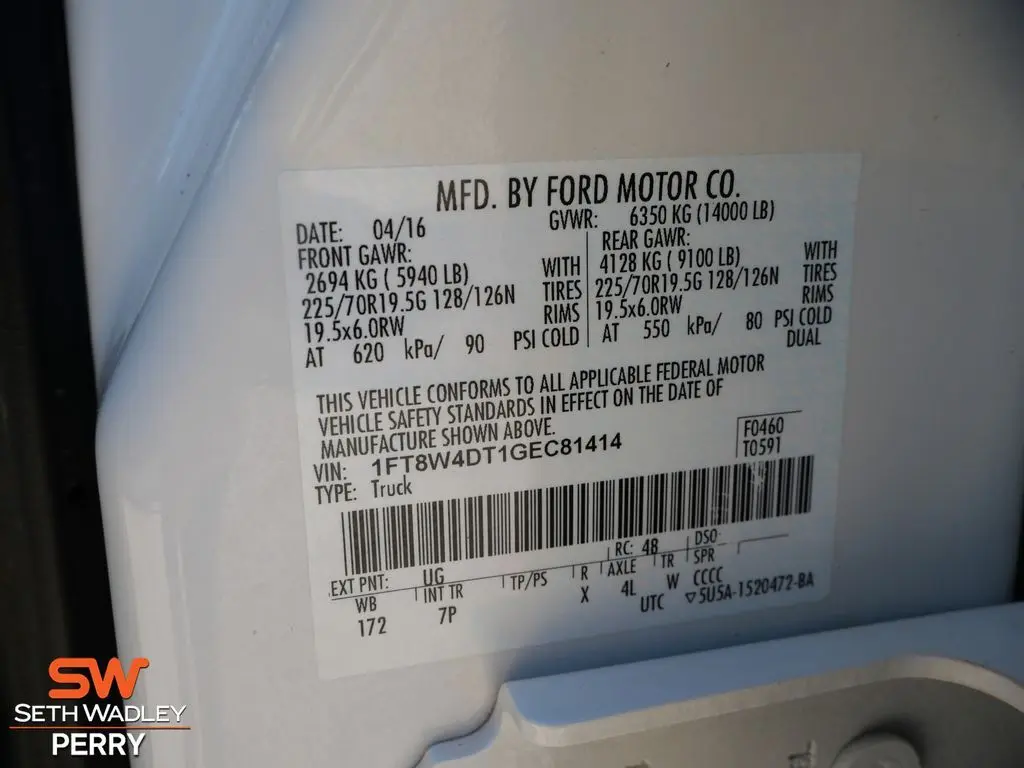 MFD. BY FORD MOTOR CO.
DATE: 04/16 GVWR: 6350 KG (14000 LB)
FRONT GAWR: REAR GAWR:
2694 KG ( 5940 LB) WITH 4128 KG ( 9100 LB) WITH
225/70R19.5G 128/126N TIRES 225/70R19.5G 128/126N TIRES
19.5x6.0RW RIMS 19.5x6.0RW RIMS
AT 620 kPa/ 90 PSI COLD AT 550 kPa/ 80 PSI COLD
DUAL
THIS VEHICLE CONFORMS TO ALL APPLICABLE FEDERAL MOTOR
VEHICLE SAFETY STANDARDS IN EFFECT ON THE DATE OF
MANUFACTURE SHOWN ABOVE.
VIN: 1FT8W4DT1GEC81414
TYPE: Truck
F0460
T0591
EXT PNT: UG RC: 48 DSO
WB INT TR TP/PS R AXLE TR SPR
172 7P X 4L W CCCC
UTC ▽5U5A-1520472-BA
SW
SETH WADLEY
PERRY